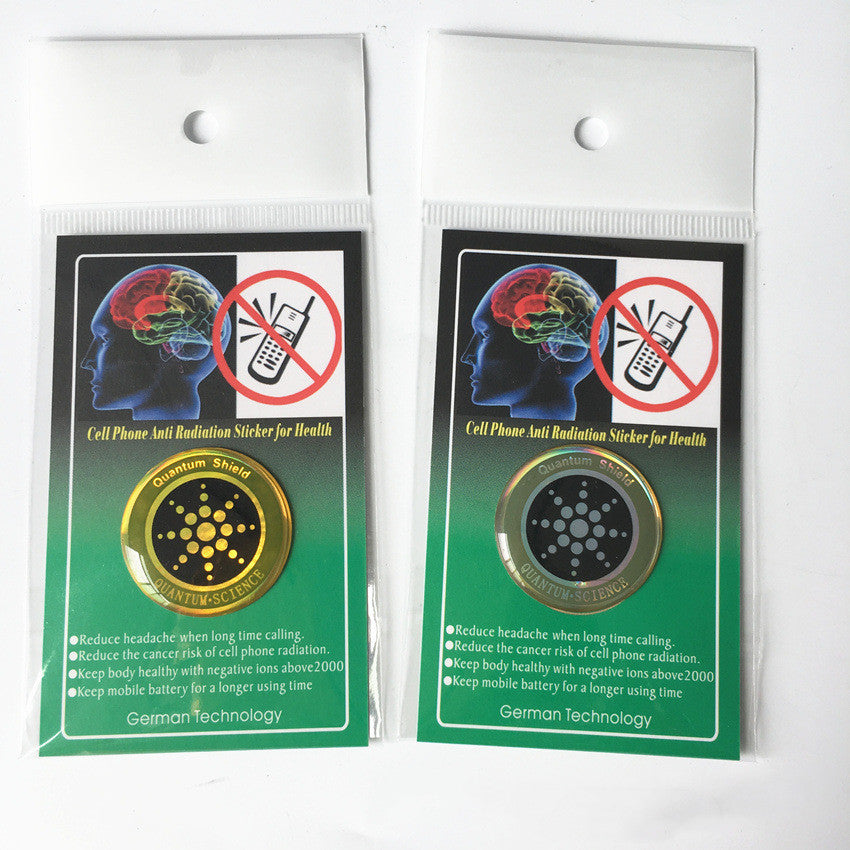 Cell Phone Anti Radiation Sticker for Health
Quantum Shield
QUANTUM·SCIENCE
●Reduce headache when long time calling.
●Reduce the cancer risk of cell phone radiation.
●Keep body healthy with negative ions above2000
●Keep mobile battery for a longer using time
German Technology
Cell Phone Anti Radiation Sticker for Health
Quantum Shield
QUANTUM·SCIENCE
●Reduce headache when long time calling.
●Reduce the cancer risk of cell phone radiation.
●Keep body healthy with negative ions above2000
●Keep mobile battery for a longer using time
German Technology